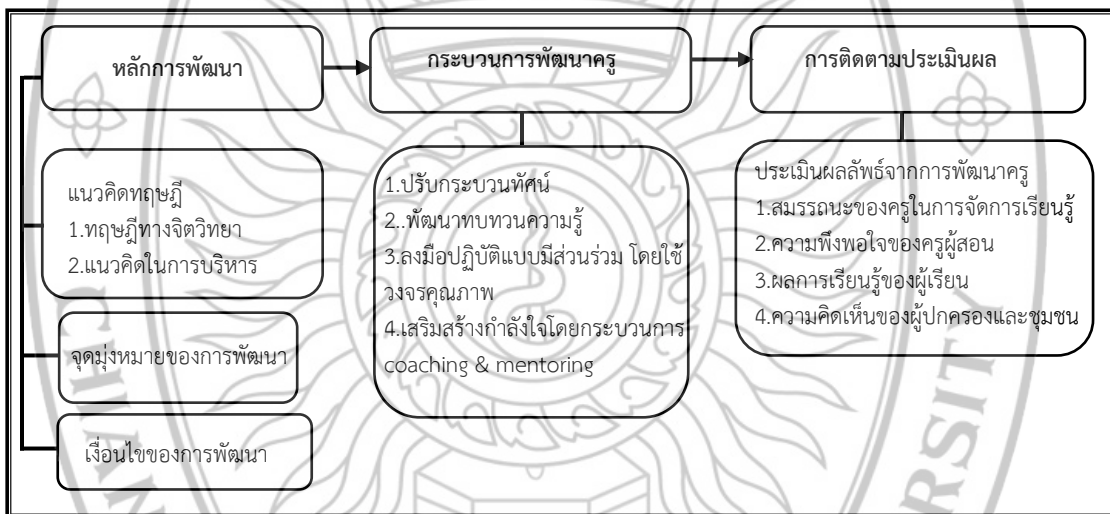 หลักการพัฒนา
กระบวนการพัฒนาครู
การติดตามประเมินผล
แนวคิดทฤษฎี
1.ทฤษฎีทางจิตวิทยา
2.แนวคิดในการบริหาร
จุดมุ่งหมายของการพัฒนา
เงื่อนไขของการพัฒนา
1.ปรับกระบวนทัศน์
2..พัฒนาทบทวนความรู้
3.ลงมือปฏิบัติแบบมีส่วนร่วม โดยใช้
วงจรคุณภาพ
4.เสริมสร้างกำลังใจโดยกระบวนการ
coaching & mentoring
ประเมินผลลัพธ์จากการพัฒนาครู
1.สมรรถนะของครูในการจัดการเรียนรู้
2.ความพึงพอใจของครูผู้สอน
3.ผลการเรียนรู้ของผู้เรียน
4.ความคิดเห็นของผู้ปกครองและชุมชน
CHIAN
RSITY